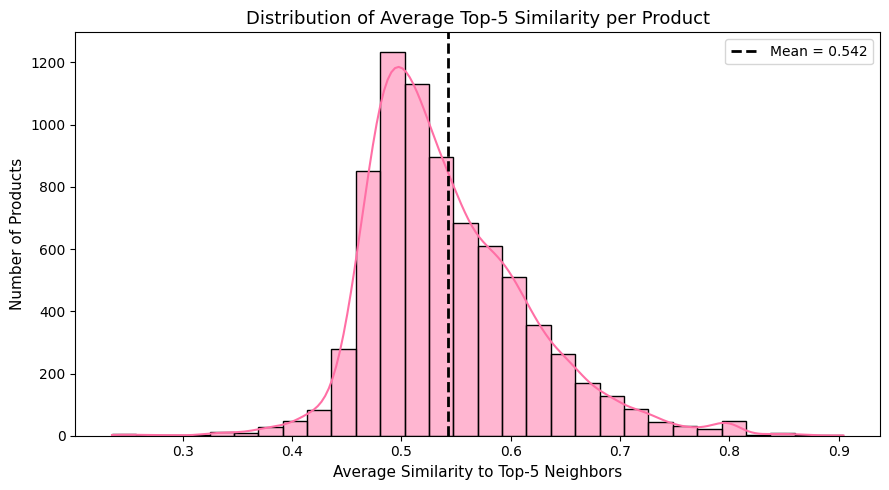 Distribution of Average Top-5 Similarity per Product
Mean = 0.542
Number of Products
1200
1000
800
600
400
200
0
0.3 0.4 0.5 0.6 0.7 0.8 0.9
Average Similarity to Top-5 Neighbors